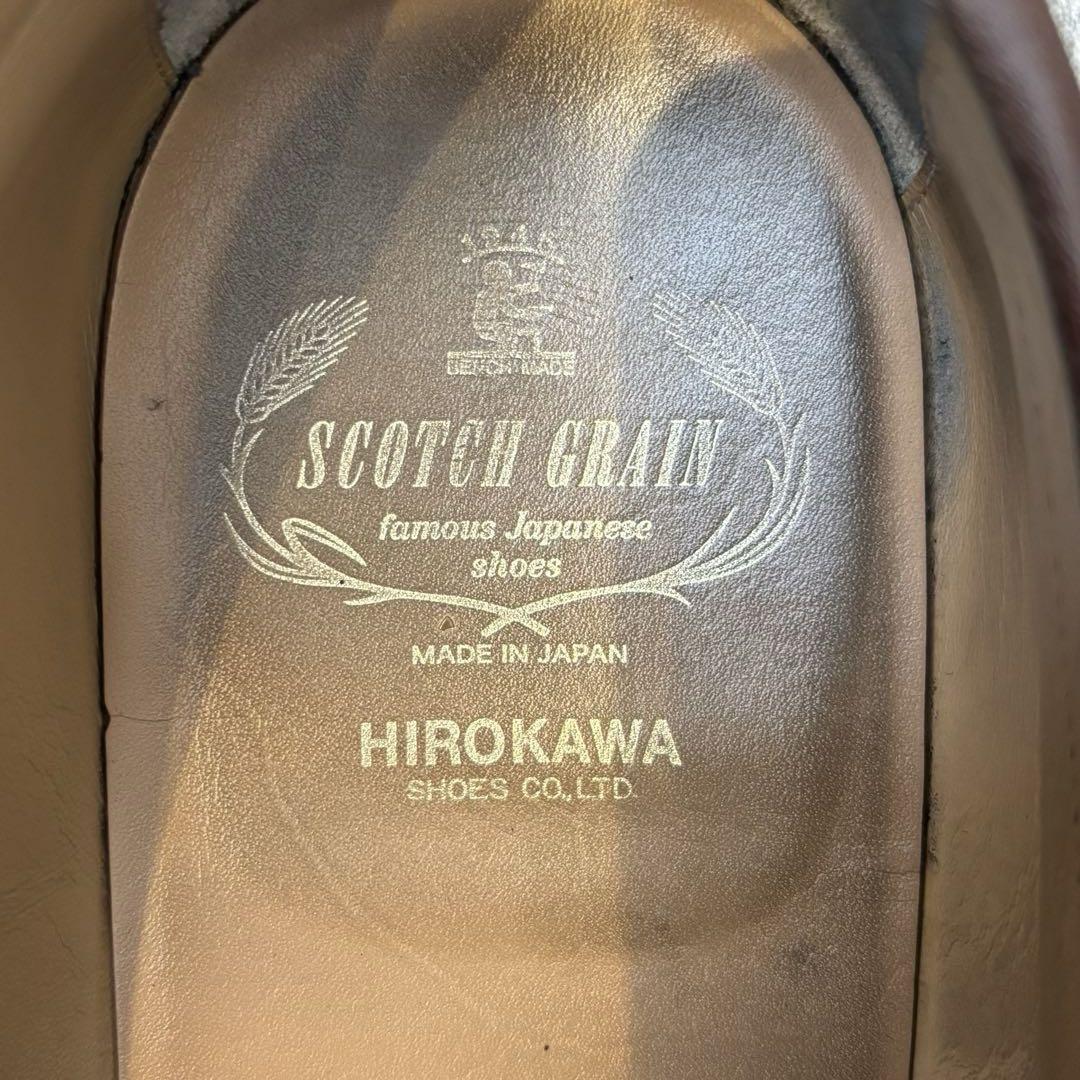 BENCH MADE
SCOTCH GRAIN
famous Japanese
shoes
MADE IN JAPAN
HIROKAWA
SHOES CO.,LTD.